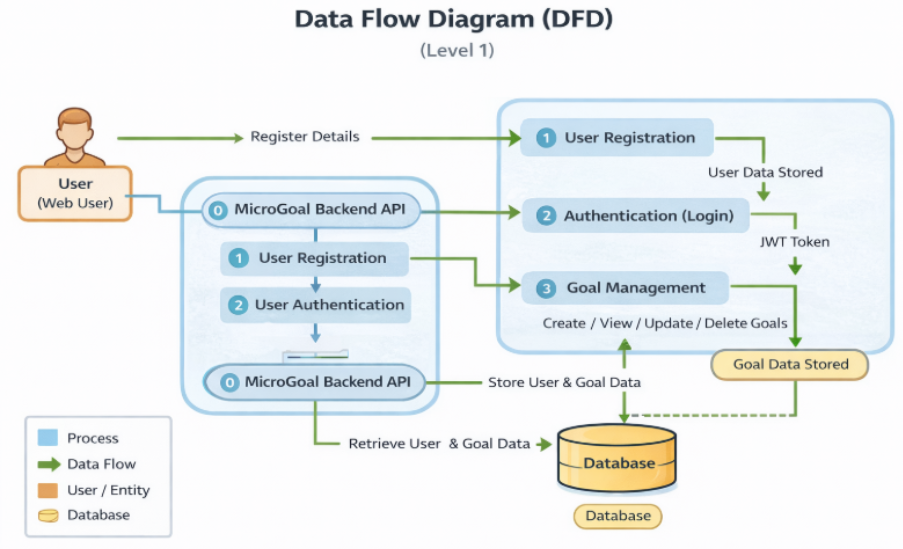 Data Flow Diagram (DFD)
(Level 1)
Register Details
1 User Registration
User
(Web User)
User Data Stored
0 MicroGoal Backend API
2 Authentication (Login)
JWT Token
1 User Registration
3 Goal Management
2 User Authentication
Create / View / Update / Delete Goals
Goal Data Stored
0 MicroGoal Backend API
Store User & Goal Data
Retrieve User & Goal Data
Database
Database
Process
Data Flow
User / Entity
Database